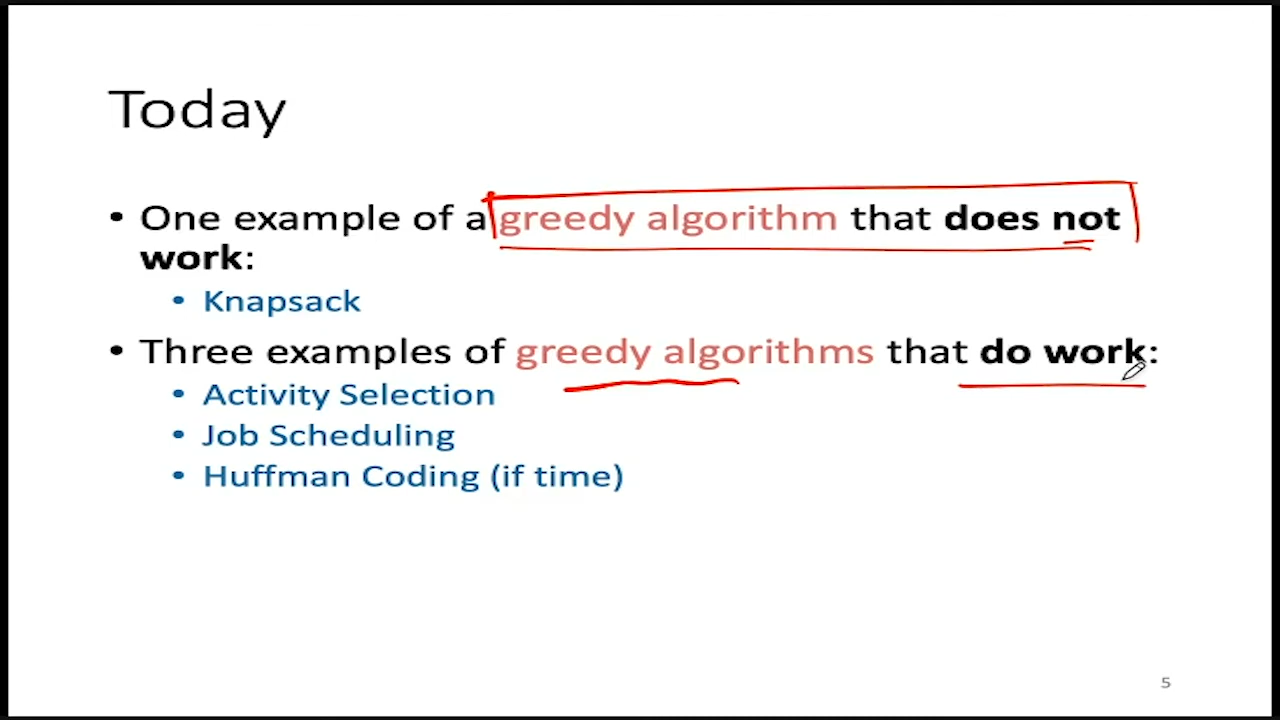 Today
• One example of a greedy algorithm that does not
work:
• Knapsack
• Three examples of greedy algorithms that do work:
• Activity Selection
• Job Scheduling
• Huffman Coding (if time)
5